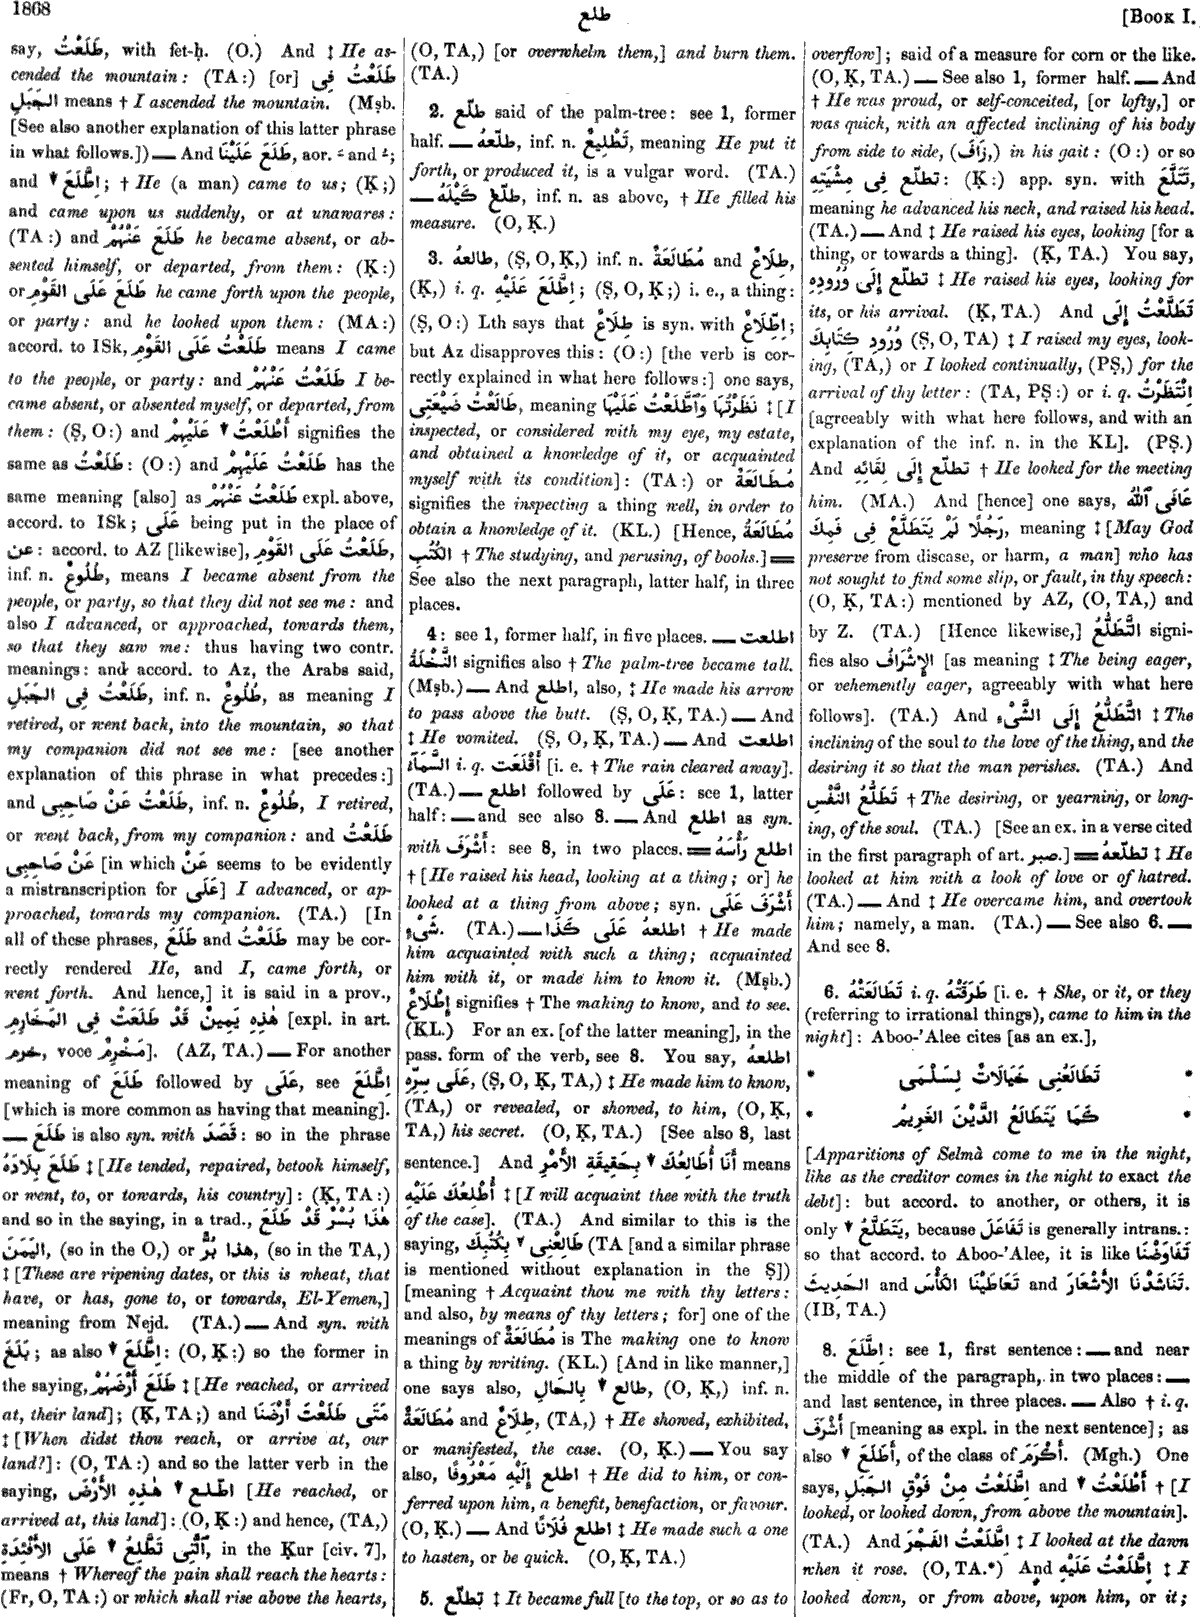 1868
طلع
[Book I.
say, طَلَعْتُ, with fet-ḥ. (O.) And ‡ He as-
cended the mountain: (TA:) [or] طَلَعْتُ فِى
الجَبَلِ means † I ascended the mountain. (Mṣb.
[See also another explanation of this latter phrase
in what follows.]) — And طَلَعَ عَلَيْنَا, aor. ـَ and ـُ;
and ▼ اِطَّلَعَ; † He (a man) came to us; (Ḳ;)
and came upon us suddenly, or at unawares:
(TA:) and طَلَعَ عَنْهُمْ he became absent, or ab-
sented himself, or departed, from them: (Ḳ:)
or طَلَعَ عَلَى القَوْمِ he came forth upon the people,
or party: and he looked upon them: (MA:)
accord. to ISk, طَلَعْتُ عَلَى القَوْمِ means I came
to the people, or party: and طَلَعْتُ عَنْهُمْ I be-
came absent, or absented myself, or departed, from
them: (Ṣ, O:) and أَطْلَعْتُ ▼ عَلَيْهِمْ signifies the
same as طَلَعْتُ: (O:) and طَلَعْتُ عَلَيْهِمْ has the
same meaning [also] as طَلَعْتُ عَنْهُمْ expl. above,
accord. to ISk; عَلَى being put in the place of
عن: accord. to AZ [likewise], طَلَعْتُ عَلَى القَوْمِ,
inf. n. طُلُوعٌ, means I became absent from the
people, or party, so that they did not see me: and
also I advanced, or approached, towards them,
so that they saw me: thus having two contr.
meanings: and accord. to Az, the Arabs said,
طَلَعْتُ فِى الجَبَلِ, inf. n. طُلُوعٌ, as meaning I
retired, or went back, into the mountain, so that
my companion did not see me: [see another
explanation of this phrase in what precedes:]
and طَلَعْتُ عَنْ صَاحِبِى, inf. n. طُلُوعٌ, I retired,
or went back, from my companion: and طَلَعْتُ
عَنْ صَاحِبِى [in which عَنْ seems to be evidently
a mistranscription for عَلَى] I advanced, or ap-
proached, towards my companion. (TA.) [In
all of these phrases, طَلَعَ and طَلَعْتُ may be cor-
rectly rendered He, and I, came forth, or
went forth. And hence,] it is said in a prov.,
هٰذِهِ يَمِينٌ قَدْ طَلَعَتْ فِى المَخَارِمِ [expl. in art.
خرم, voce مَخْرِمٌ]. (AZ, TA.) — For another
meaning of طَلَعَ followed by عَلَى, see اِطَّلَعَ
[which is more common as having that meaning].
— طَلَعَ is also syn. with قَصَدَ: so in the phrase
طَلَعَ بِلَادَهُ ‡ [He tended, repaired, betook himself,
or went, to, or towards, his country]: (Ḳ, TA:)
and so in the saying, in a trad., هٰذَا بُسْرٌ قَدْ طَلَعَ
اليَمَنَ, (so in the O,) or هذا بُرٌّ, (so in the TA,)
‡ [These are ripening dates, or this is wheat, that
have, or has, gone to, or towards, El-Yemen,]
meaning from Nejd. (TA.) — And syn. with
بَلَغَ; as also ▼ اِطَّلَعَ: (O, Ḳ:) so the former in
the saying, طَلَعَ أَرْضَهُمْ ‡ [He reached, or arrived
at, their land]; (Ḳ, TA;) and مَتَى طَلَعْتَ أَرْضَنَا
‡ [When didst thou reach, or arrive at, our
land?]: (O, TA:) and so the latter verb in the
saying, اطّلع ▼ هٰذِهِ الأَرْضَ [He reached, or
arrived at, this land]: (O, Ḳ:) and hence, (TA,)
اَلَّتِى تَطَّلِعُ ▼ عَلَى الأَفْئِدَةِ, in the Ḳur [civ. 7],
means † Whereof the pain shall reach the hearts:
(Fr, O, TA:) or which shall rise above the hearts,
(O, TA,) [or overwhelm them,] and burn them.
(TA.)
2. طلّع said of the palm-tree: see 1, former
half. — طلّعهُ, inf. n. تَطْلِيعٌ, meaning He put it
forth, or produced it, is a vulgar word. (TA.)
— طلّع كَيْلَهُ, inf. n. as above, † He filled his
measure. (O, Ḳ.)
3. طالعهُ, (Ṣ, O, Ḳ,) inf. n. مُطَالَعَةٌ and طِلَاعٌ,
(Ḳ,) i. q. اِطَّلَعَ عَلَيْهِ; (Ṣ, O, Ḳ;) i. e., a thing:
(Ṣ, O:) Lth says that طِلَاعٌ is syn. with اِطِّلَاعٌ;
but Az disapproves this: (O:) [the verb is cor-
rectly explained in what here follows:] one says,
طَالَعْتُ ضَيْعَتِى, meaning نَظَرْتُهَا وَٱطَّلَعْتُ عَلَيْهَا ‡ [I
inspected, or considered with my eye, my estate,
and obtained a knowledge of it, or acquainted
myself with its condition]: (TA:) or مُطَالَعَةٌ
signifies the inspecting a thing well, in order to
obtain a knowledge of it. (KL.) [Hence, مُطَالَعَةُ
الكُتُبِ † The studying, and perusing, of books.] ==
See also the next paragraph, latter half, in three
places.
4: see 1, former half, in five places. — اطلعت
النَّخْلَةُ signifies also † The palm-tree became tall.
(Mṣb.) — And اطلع, also, ‡ He made his arrow
to pass above the butt. (Ṣ, O, Ḳ, TA.) — And
‡ He vomited. (Ṣ, O, Ḳ, TA.) — And اطلعت
السَّمَآءُ i. q. أَقْلَعَت [i. e. † The rain cleared away].
(TA.) — اطلع followed by عَلَى: see 1, latter
half: — and see also 8. — And اطلع as syn.
with أَشْرَفَ: see 8, in two places. == اطلع رَأْسَهُ
† [He raised his head, looking at a thing; or] he
looked at a thing from above; syn. أَشْرَفَ عَلَى
شَىْءٍ. (TA.) — اطلعهُ عَلَى كَذَا † He made
him acquainted with such a thing; acquainted
him with it, or made him to know it. (Mṣb.)
إِطْلَاعٌ signifies † The making to know, and to see.
(KL.) For an ex. [of the latter meaning], in the
pass. form of the verb, see 8. You say, اطلعهُ
عَلَى سِرِّهِ, (Ṣ, O, Ḳ, TA,) ‡ He made him to know,
(TA,) or revealed, or showed, to him, (O, Ḳ,
TA,) his secret. (O, Ḳ, TA.) [See also 8, last
sentence.] And أَنَا أُطَالِعُكَ ▼ بِحَقِيقَةِ الأَمْرِ means
أُطْلِعُكَ عَلَيْهِ ‡ [I will acquaint thee with the truth
of the case]. (TA.) And similar to this is the
saying, طَالِعْنِى ▼ بِكُتُبِكَ (TA [and a similar phrase
is mentioned without explanation in the Ṣ])
[meaning † Acquaint thou me with thy letters:
and also, by means of thy letters; for] one of the
meanings of مُطَالَعَةٌ is The making one to know
a thing by writing. (KL.) [And in like manner,]
one says also, طالع ▼ بِالحَالِ, (O, Ḳ,) inf. n.
مُطَالَعَةٌ and طِلَاعٌ, (TA,) † He showed, exhibited,
or manifested, the case. (O, Ḳ.) — You say
also, اطلع إِلَيْهِ مَعْرُوفًا † He did to him, or con-
ferred upon him, a benefit, benefaction, or favour.
(O, Ḳ.) — And اطلع فُلَانًا ‡ He made such a one
to hasten, or be quick. (O, Ḳ, TA.)
5. تطلّع ‡ It became full [to the top, or so as to
overflow]; said of a measure for corn or the like.
(O, Ḳ, TA.) — See also 1, former half. — And
† He was proud, or self-conceited, [or lofty,] or
was quick, with an affected inclining of his body
from side to side, (زَافَ,) in his gait: (O:) or so
تطلّع فِى مِشْيَتِهِ: (Ḳ:) app. syn. with تَتَلَّعَ,
meaning he advanced his neck, and raised his head.
(TA.) — And ‡ He raised his eyes, looking [for a
thing, or towards a thing]. (Ḳ, TA.) You say,
تطلّع إِلَى وُرُودِهِ ‡ He raised his eyes, looking for
its, or his arrival. (Ḳ, TA.) And تَطَلَّعْتُ إِلَى
وُرُودِ كِتَابِكَ (Ṣ, O, TA) ‡ I raised my eyes, look-
ing, (TA,) or I looked continually, (PṢ,) for the
arrival of thy letter: (TA, PṢ:) or i. q. اِنْتَظَرْتُ
[agreeably with what here follows, and with an
explanation of the inf. n. in the KL]. (PṢ.)
And تطلّع إِلَى لِقَائِهِ † He looked for the meeting
him. (MA.) And [hence] one says, عَافَى ٱللّٰهُ
رَجُلًا لَمْ يَتَطَلَّعْ فِى فَمِكَ, meaning ‡ [May God
preserve from disease, or harm, a man] who has
not sought to find some slip, or fault, in thy speech:
(O, Ḳ, TA:) mentioned by AZ, (O, TA,) and
by Z. (TA.) [Hence likewise,] التَّطَلُّعُ signi-
fies also الإِشْرَافُ [as meaning ‡ The being eager,
or vehemently eager, agreeably with what here
follows]. (TA.) And التَّطَلُّعُ إِلَى الشَّىْءِ ‡ The
inclining of the soul to the love of the thing, and the
desiring it so that the man perishes. (TA.) And
تَطَلُّعُ النَّفْسِ † The desiring, or yearning, or long-
ing, of the soul. (TA.) [See an ex. in a verse cited
in the first paragraph of art. صبر.] == تطلّعهُ ‡ He
looked at him with a look of love or of hatred.
(TA.) — And ‡ He overcame him, and overtook
him; namely, a man. (TA.) — See also 6. —
And see 8.
6. تَطَالَعَتْهُ i. q. طَرَقَتْهُ [i. e. † She, or it, or they
(referring to irrational things), came to him in the
night]: Aboo-'Alee cites [as an ex.],
* تَطَالَعُنِى خَيَالَاتٌ لِسَلْمَى *
* كَمَا يَتَطَالَعُ الدَّيْنَ الغَرِيمُ *
[Apparitions of Selmà come to me in the night,
like as the creditor comes in the night to exact the
debt]: but accord. to another, or others, it is
only ▼ يَتَطَلَّعُ, because تَفَاعَلَ is generally intrans.:
so that accord. to Aboo-'Alee, it is like تَفَاوَضْنَا
الحَدِيثَ and تَعَاطَيْنَا الكَأْسَ and تَنَاشَدْنَا الأَشْعَارَ.
(IB, TA.)
8. اِطَّلَعَ: see 1, first sentence: — and near
the middle of the paragraph, in two places: —
and last sentence, in three places. — Also † i. q.
أَشْرَفَ [meaning as expl. in the next sentence]; as
also ▼ أَطْلَعَ, of the class of أَكْرَمَ. (Mgh.) One
says, اِطَّلَعْتُ مِنْ فَوْقِ الجَبَلِ and ▼ أَطْلَعْتُ † [I
looked, or looked down, from above the mountain].
(TA.) And اِطَّلَعْتُ الفَجْرَ ‡ I looked at the dawn
when it rose. (O, TA.*) And اِطَّلَعْتُ عَلَيْهِ ‡ I
looked down, or from above, upon him, or it;